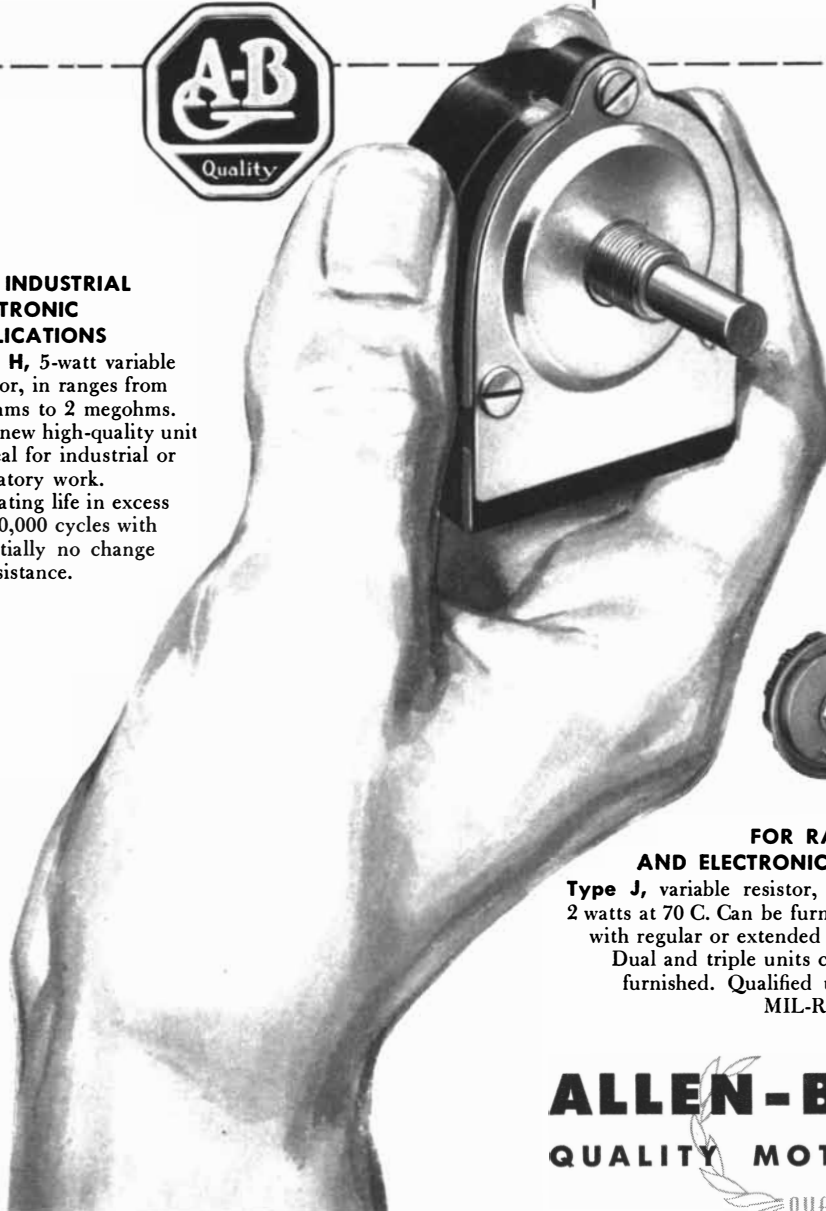 A-B
Quality
INDUSTRIAL
TRONIC
LICATIONS
H, 5-watt variable
or, in ranges from
ms to 2 megohms.
new high-quality unit
eal for industrial or
atory work.
ating life in excess
0,000 cycles with
tially no change
sistance.
FOR RA
AND ELECTRONIC
Type J, variable resistor,
2 watts at 70 C. Can be furn
with regular or extended
Dual and triple units c
furnished. Qualified u
MIL-R
ALLEN-B
QUALITY MOT